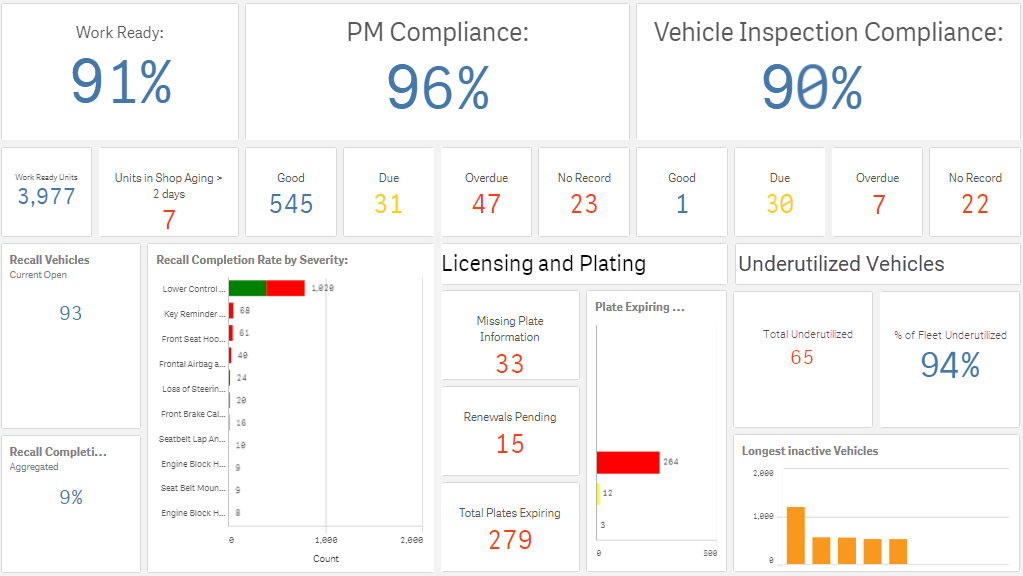 Work Ready:
91%
PM Compliance:
96%
Vehicle Inspection Compliance:
90%
Work Ready Units
3,977
Units in Shop Aging >
2 days
7
Good
545
Due
31
Overdue
47
No Record
23
Good
1
Due
30
Overdue
7
No Record
22
Recall Vehicles
Current Open
93
Recall Completi...
Aggregated
9%
Recall Completion Rate by Severity:
Lower Control ...
1,020
Key Reminder ...
68
Front Seat Hoo...
61
Frontal Airbag a...
40
Loss of Steerin...
24
Front Brake Cal...
20
Seatbelt Lap An...
16
Engine Block H...
10
Seat Belt Moun...
9
Engine Block H...
9
8
0
1,000
2,000
Count
Licensing and Plating
Missing Plate
Information
33
Renewals Pending
15
Total Plates Expiring
279
Plate Expiring ...
264
12
3
0
500
Underutilized Vehicles
Total Underutilized
65
% of Fleet Underutilized
94%
Longest inactive Vehicles
2,000
1,000
0